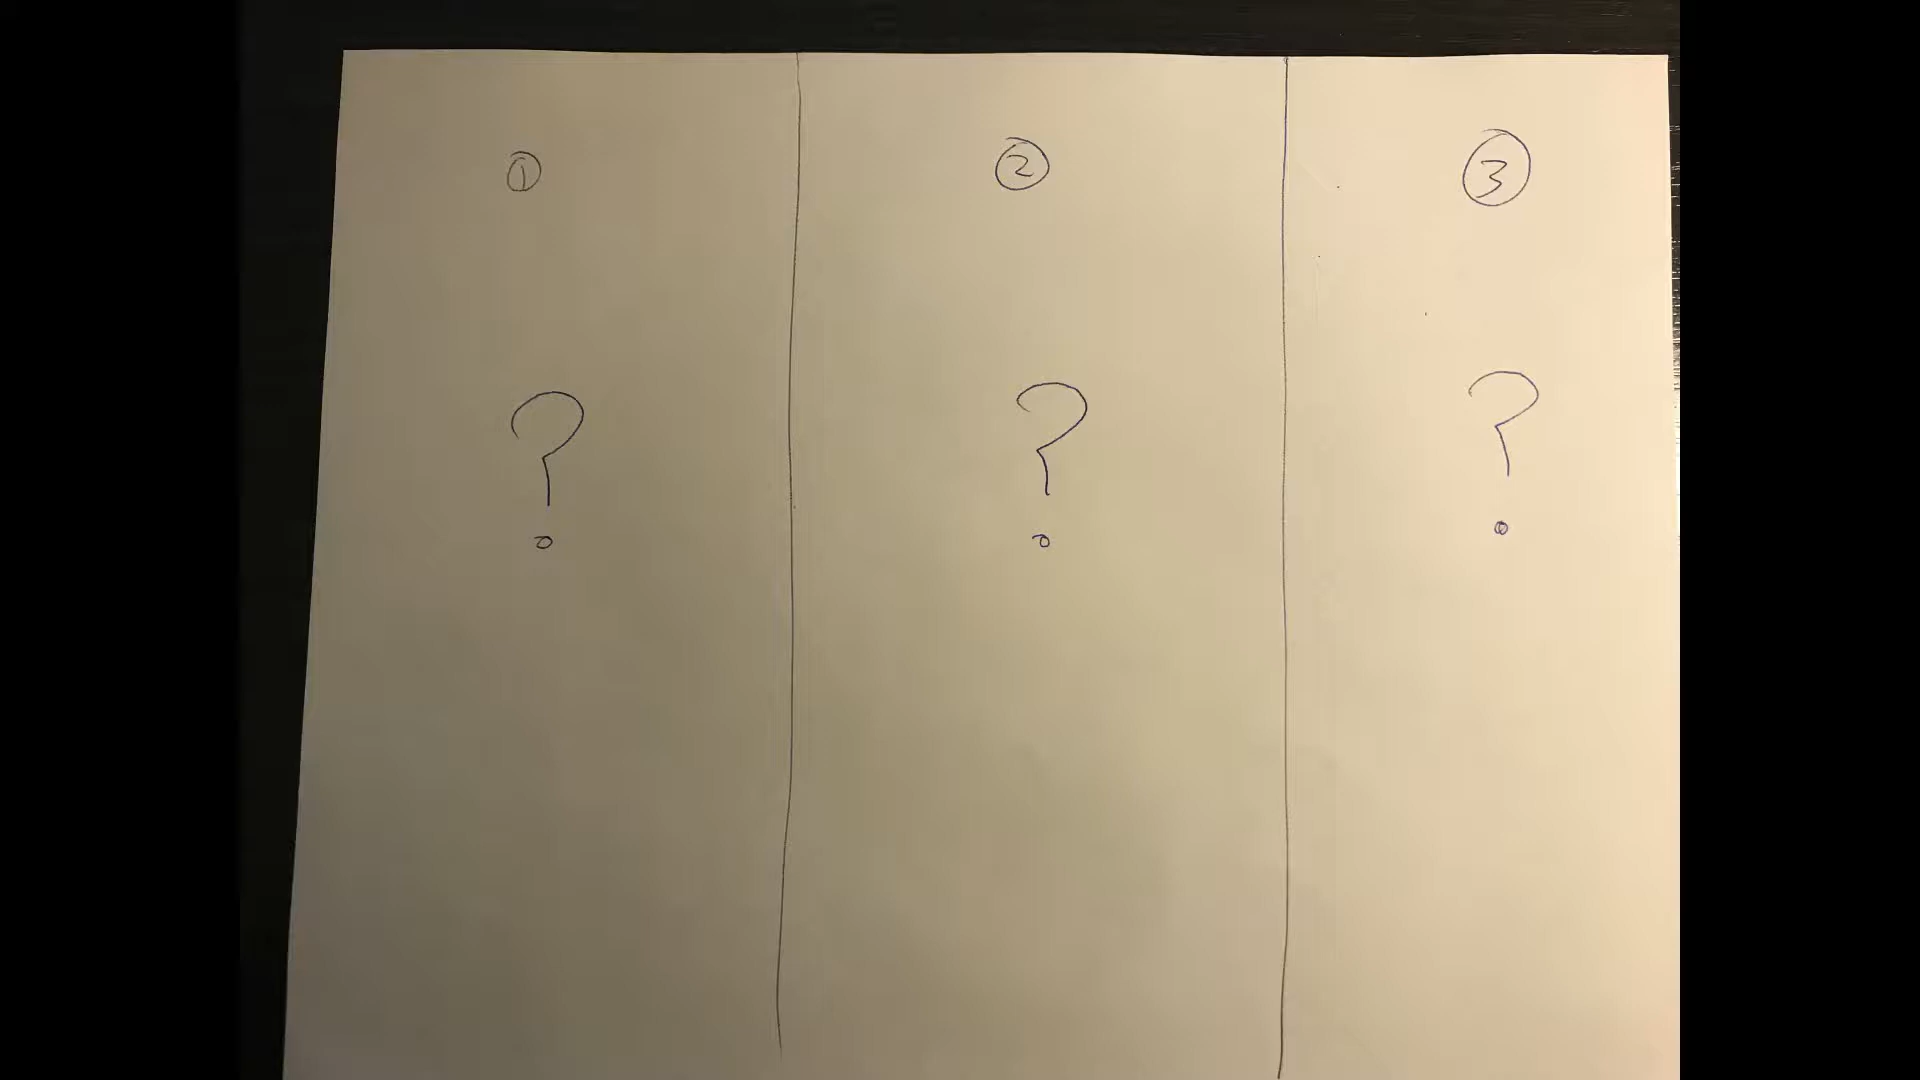 ① ② ③
? ? ?